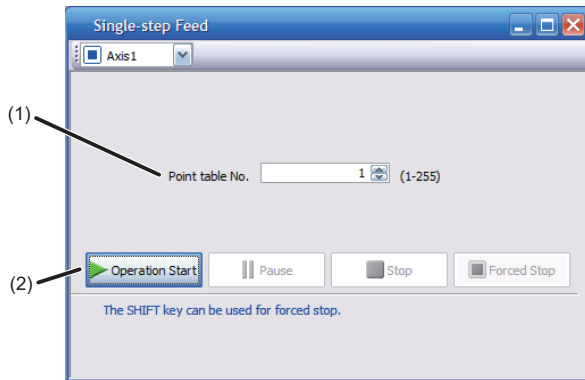 Single-step Feed
Axis1
(1)
Point table No. 1 (1-255)
(2)
Operation Start Pause Stop Forced Stop
The SHIFT key can be used for forced stop.